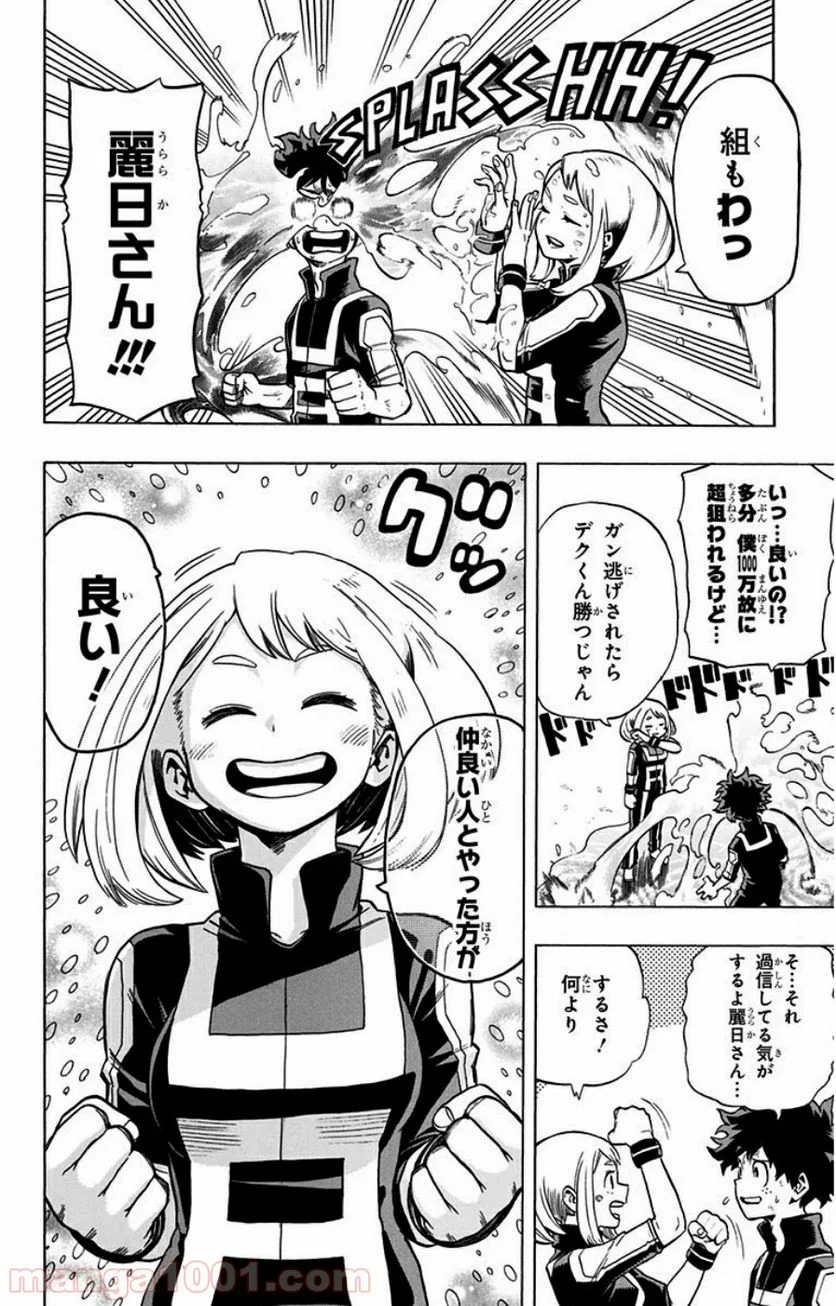 組もわっ
SPLASSHH!
麗日さん!!!
いっ…良いの!?
多分 僕1000万故に
超狙われるけど…
ガン逃げされたら
デクくん勝つじゃん
ドドドドドドド
そ…それ
過信してる気が
するよ麗日さん…
するさ!
何より
グッ
仲良い人とやった方が
良い!
manga1001.com